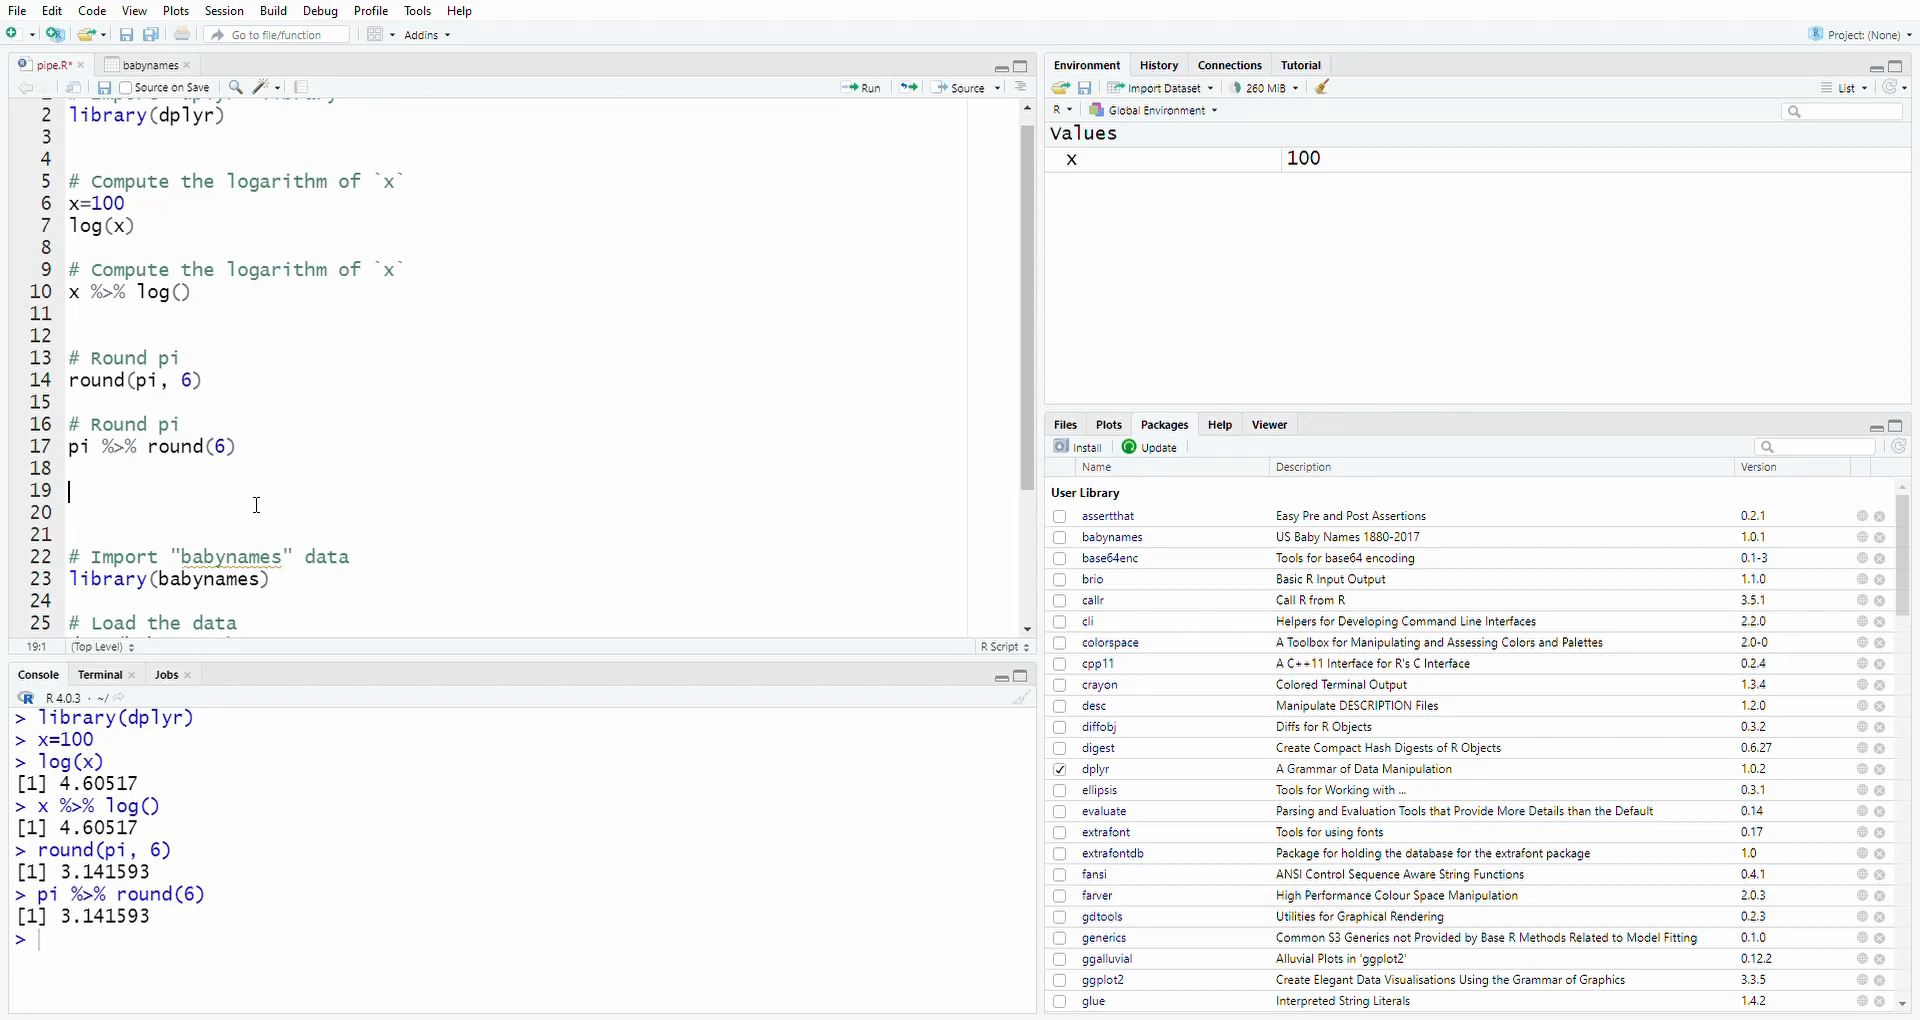 File Edit Code View Plots Session Build Debug Profile Tools Help
Go to file/function Addins Project: (None)
pipe.R* babynames
Source on Save Run Source
1
2 library(dplyr)
3
4
5 # Compute the logarithm of `x`
6 x=100
7 log(x)
8
9 # Compute the logarithm of `x`
10 x %>% log()
11
12
13 # Round pi
14 round(pi, 6)
15
16 # Round pi
17 pi %>% round(6)
18
19
20
21
22 # Import "babynames" data
23 library(babynames)
24
25 # Load the data
19:1 (Top Level) R Script
Console Terminal Jobs
R 4.0.3 · ~/
> library(dplyr)
> x=100
> log(x)
[1] 4.60517
> x %>% log()
[1] 4.60517
> round(pi, 6)
[1] 3.141593
> pi %>% round(6)
[1] 3.141593
>
Environment History Connections Tutorial
Import Dataset 260 MiB List
R Global Environment
Values
x 100
Files Plots Packages Help Viewer
Install Update
Name Description Version
User Library
assertthat Easy Pre and Post Assertions 0.2.1
babynames US Baby Names 1880-2017 1.0.1
base64enc Tools for base64 encoding 0.1-3
brio Basic R Input Output 1.1.0
callr Call R from R 3.5.1
cli Helpers for Developing Command Line Interfaces 2.2.0
colorspace A Toolbox for Manipulating and Assessing Colors and Palettes 2.0-0
cpp11 A C++11 Interface for R's C Interface 0.2.4
crayon Colored Terminal Output 1.3.4
desc Manipulate DESCRIPTION Files 1.2.0
diffobj Diffs for R Objects 0.3.2
digest Create Compact Hash Digests of R Objects 0.6.27
dplyr A Grammar of Data Manipulation 1.0.2
ellipsis Tools for Working with ... 0.3.1
evaluate Parsing and Evaluation Tools that Provide More Details than the Default 0.14
extrafont Tools for using fonts 0.17
extrafontdb Package for holding the database for the extrafont package 1.0
fansi ANSI Control Sequence Aware String Functions 0.4.1
farver High Performance Colour Space Manipulation 2.0.3
gdtools Utilities for Graphical Rendering 0.2.3
generics Common S3 Generics not Provided by Base R Methods Related to Model Fitting 0.1.0
ggalluvial Alluvial Plots in 'ggplot2' 0.12.2
ggplot2 Create Elegant Data Visualisations Using the Grammar of Graphics 3.3.5
glue Interpreted String Literals 1.4.2